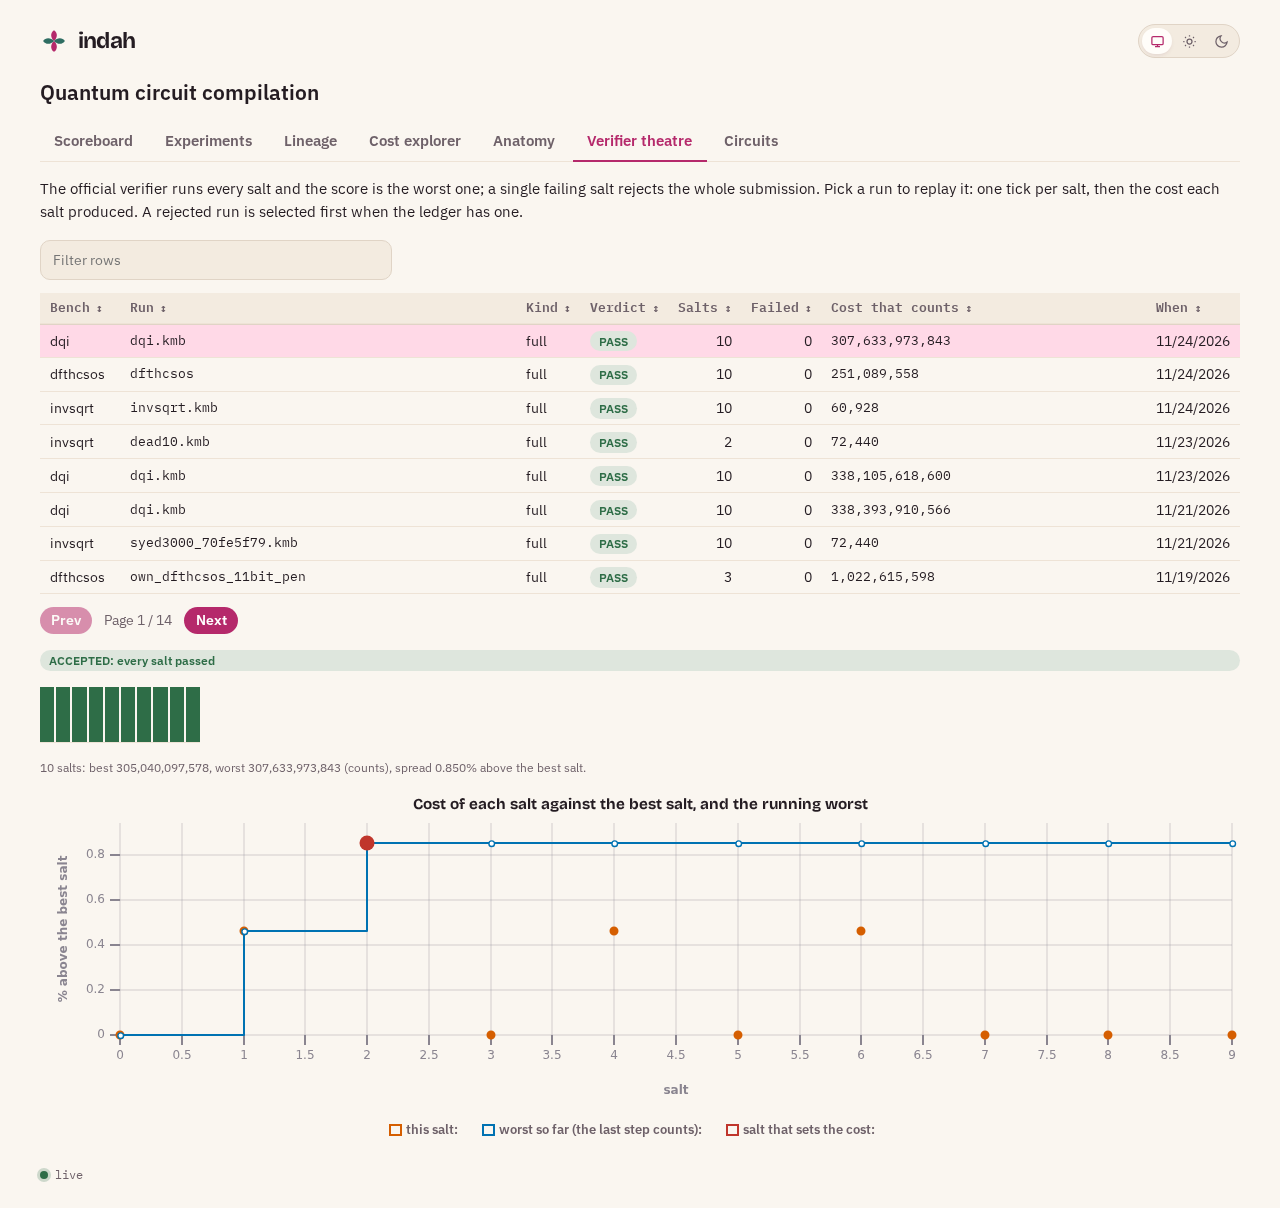 indah
Quantum circuit compilation
Scoreboard Experiments Lineage Cost explorer Anatomy Verifier theatre Circuits
The official verifier runs every salt and the score is the worst one; a single failing salt rejects the whole submission. Pick a run to replay it: one tick per salt, then the cost each
salt produced. A rejected run is selected first when the ledger has one.
Filter rows
Bench ↕ Run ↕ Kind ↕ Verdict ↕ Salts ↕ Failed ↕ Cost that counts ↕ When ↕
dqi dqi.kmb full PASS 10 0 307,633,973,843 11/24/2026
dfthcsos dfthcsos full PASS 10 0 251,089,558 11/24/2026
invsqrt invsqrt.kmb full PASS 10 0 60,928 11/24/2026
invsqrt dead10.kmb full PASS 2 0 72,440 11/23/2026
dqi dqi.kmb full PASS 10 0 338,105,618,600 11/23/2026
dqi dqi.kmb full PASS 10 0 338,393,910,566 11/21/2026
invsqrt syed3000_70fe5f79.kmb full PASS 10 0 72,440 11/21/2026
dfthcsos own_dfthcsos_11bit_pen full PASS 3 0 1,022,615,598 11/19/2026
Prev Page 1 / 14 Next
ACCEPTED: every salt passed
10 salts: best 305,040,097,578, worst 307,633,973,843 (counts), spread 0.850% above the best salt.
Cost of each salt against the best salt, and the running worst
% above the best salt
0.8
0.6
0.4
0.2
0
0 0.5 1 1.5 2 2.5 3 3.5 4 4.5 5 5.5 6 6.5 7 7.5 8 8.5 9
salt
this salt: worst so far (the last step counts): salt that sets the cost:
live